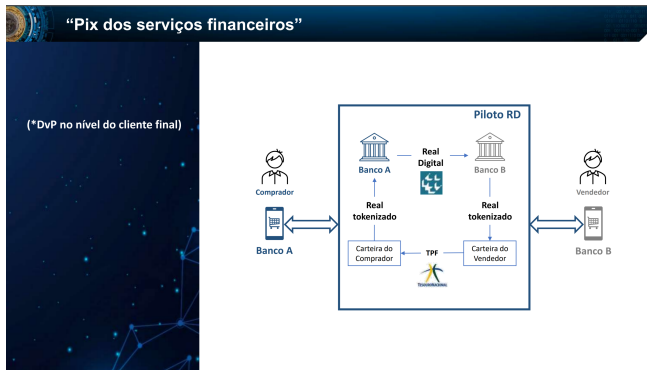 “Pix dos serviços financeiros”
(*DvP no nível do cliente final)
Piloto RD
Banco A
Real
Digital
Banco B
Comprador
Vendedor
Real
tokenizado
Real
tokenizado
Banco A
Carteira do
Comprador
TPF
Carteira do
Vendedor
Banco B
TESOURONACIONAL